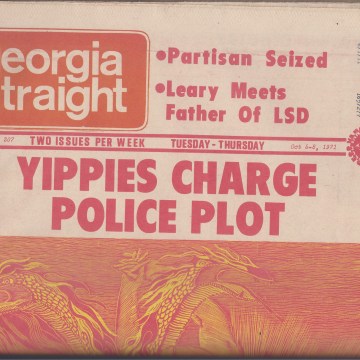 eorgia
traight
•Partisan Seized
•Leary Meets
Father Of LSD
TWO ISSUES PER WEEK TUESDAY - THURSDAY
YIPPIES CHARGE
POLICE PLOT